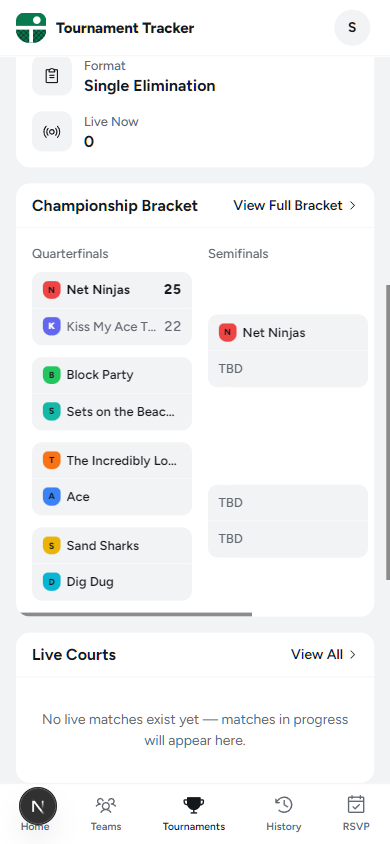 Tournament Tracker
S
Format
Single Elimination
Live Now
0
Championship Bracket
View Full Bracket
Quarterfinals
Semifinals
N Net Ninjas 25
K Kiss My Ace T... 22
B Block Party
S Sets on the Beac...
T The Incredibly Lo...
A Ace
S Sand Sharks
D Dig Dug
N Net Ninjas
TBD
TBD
TBD
Live Courts
View All
No live matches exist yet — matches in progress
will appear here.
N
Home
Teams
Tournaments
History
RSVP